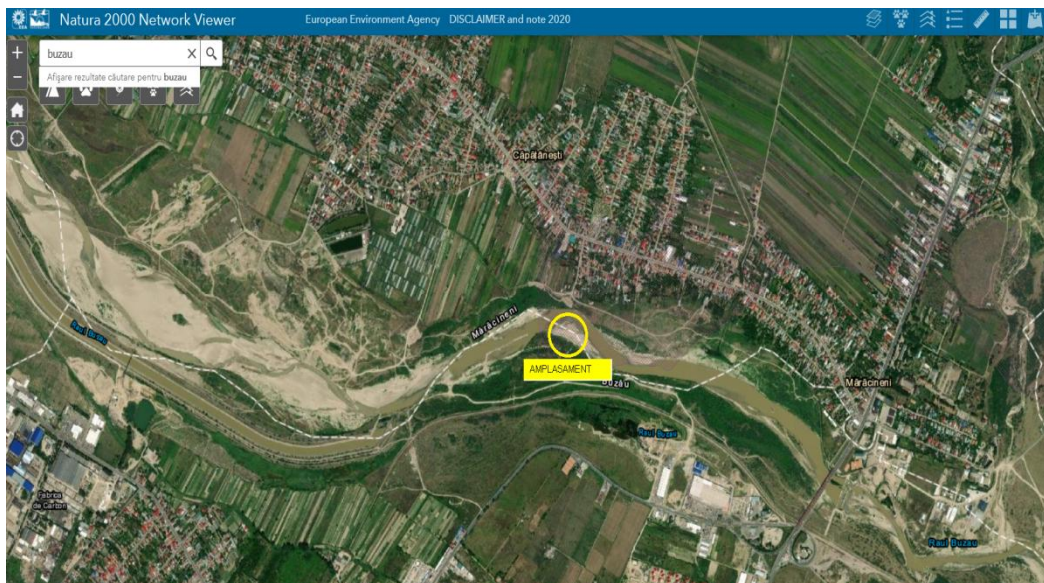 Natura 2000 Network Viewer
European Environment Agency DISCLAIMER and note 2020
buzau
Afișare rezultate căutare pentru buzau
Căpățânești
Mărăcineni
Raul Buzau
AMPLASAMENT
Buzău
Mărăcineni
Raul Buzau
Fabrica
de Carton
Raul Buzau